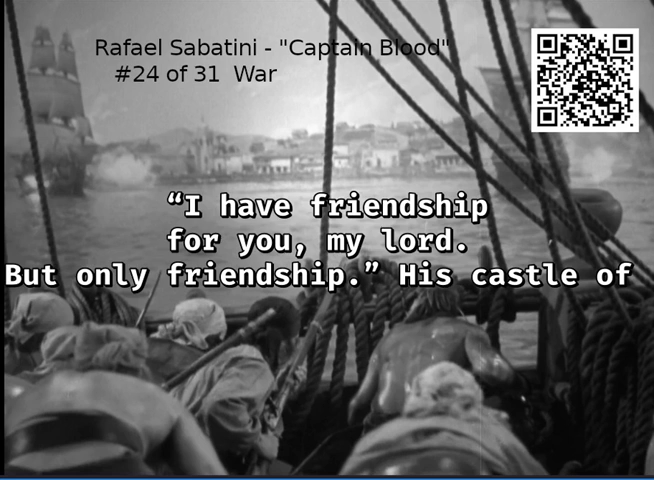 Rafael Sabatini - "Captain Blood"
#24 of 31  War
“I have friendship
for you, my lord.
But only friendship.” His castle of